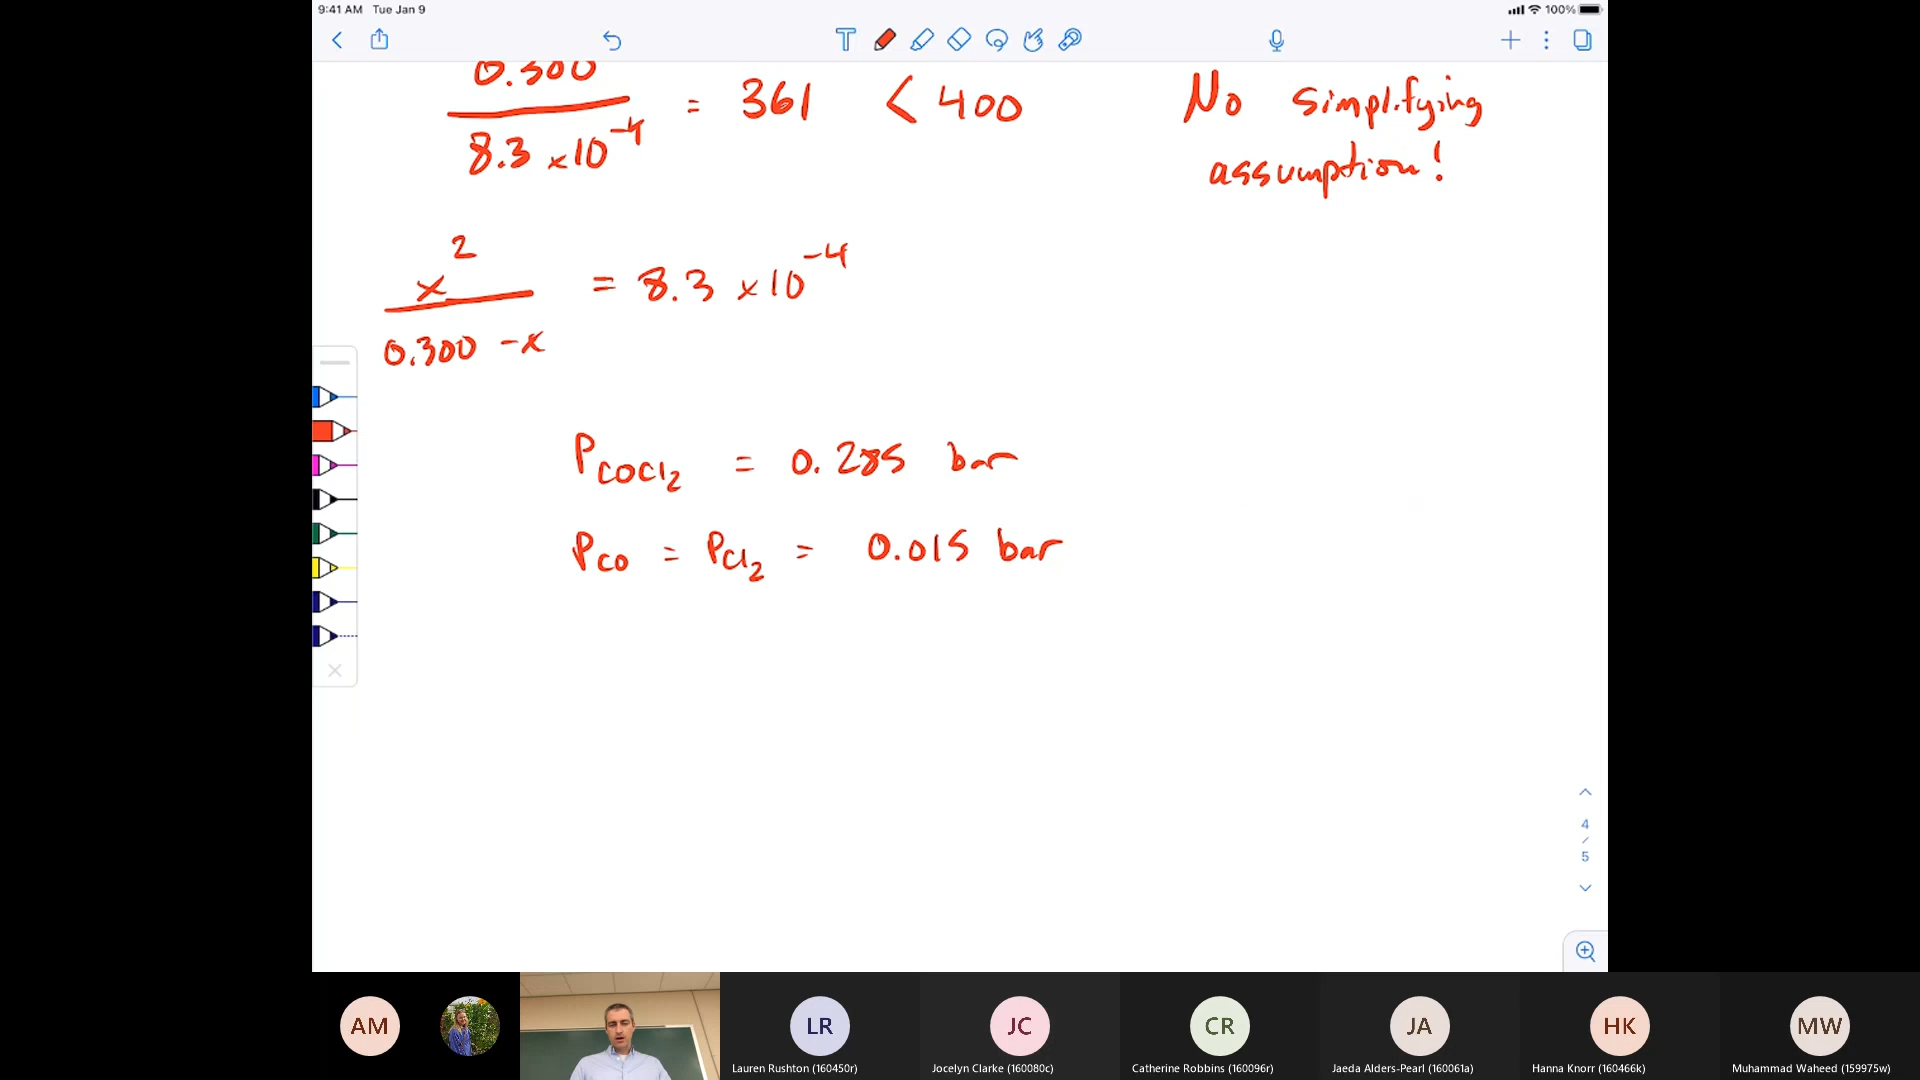 9:41 AM Tue Jan 9
100%
0.300
8.3 x 10^-4
= 361 < 400
No simplifying
assumption!
x^2
0.300 - x
= 8.3 x 10^-4
P_COCl2 = 0.285 bar
P_CO = P_Cl2 = 0.015 bar
4
/
5
AM
LR
JC
CR
JA
HK
MW
Lauren Rushton (160450r)
Jocelyn Clarke (160080c)
Catherine Robbins (160096r)
Jaeda Alders-Pearl (160061a)
Hanna Knorr (160466k)
Muhammad Waheed (159975w)